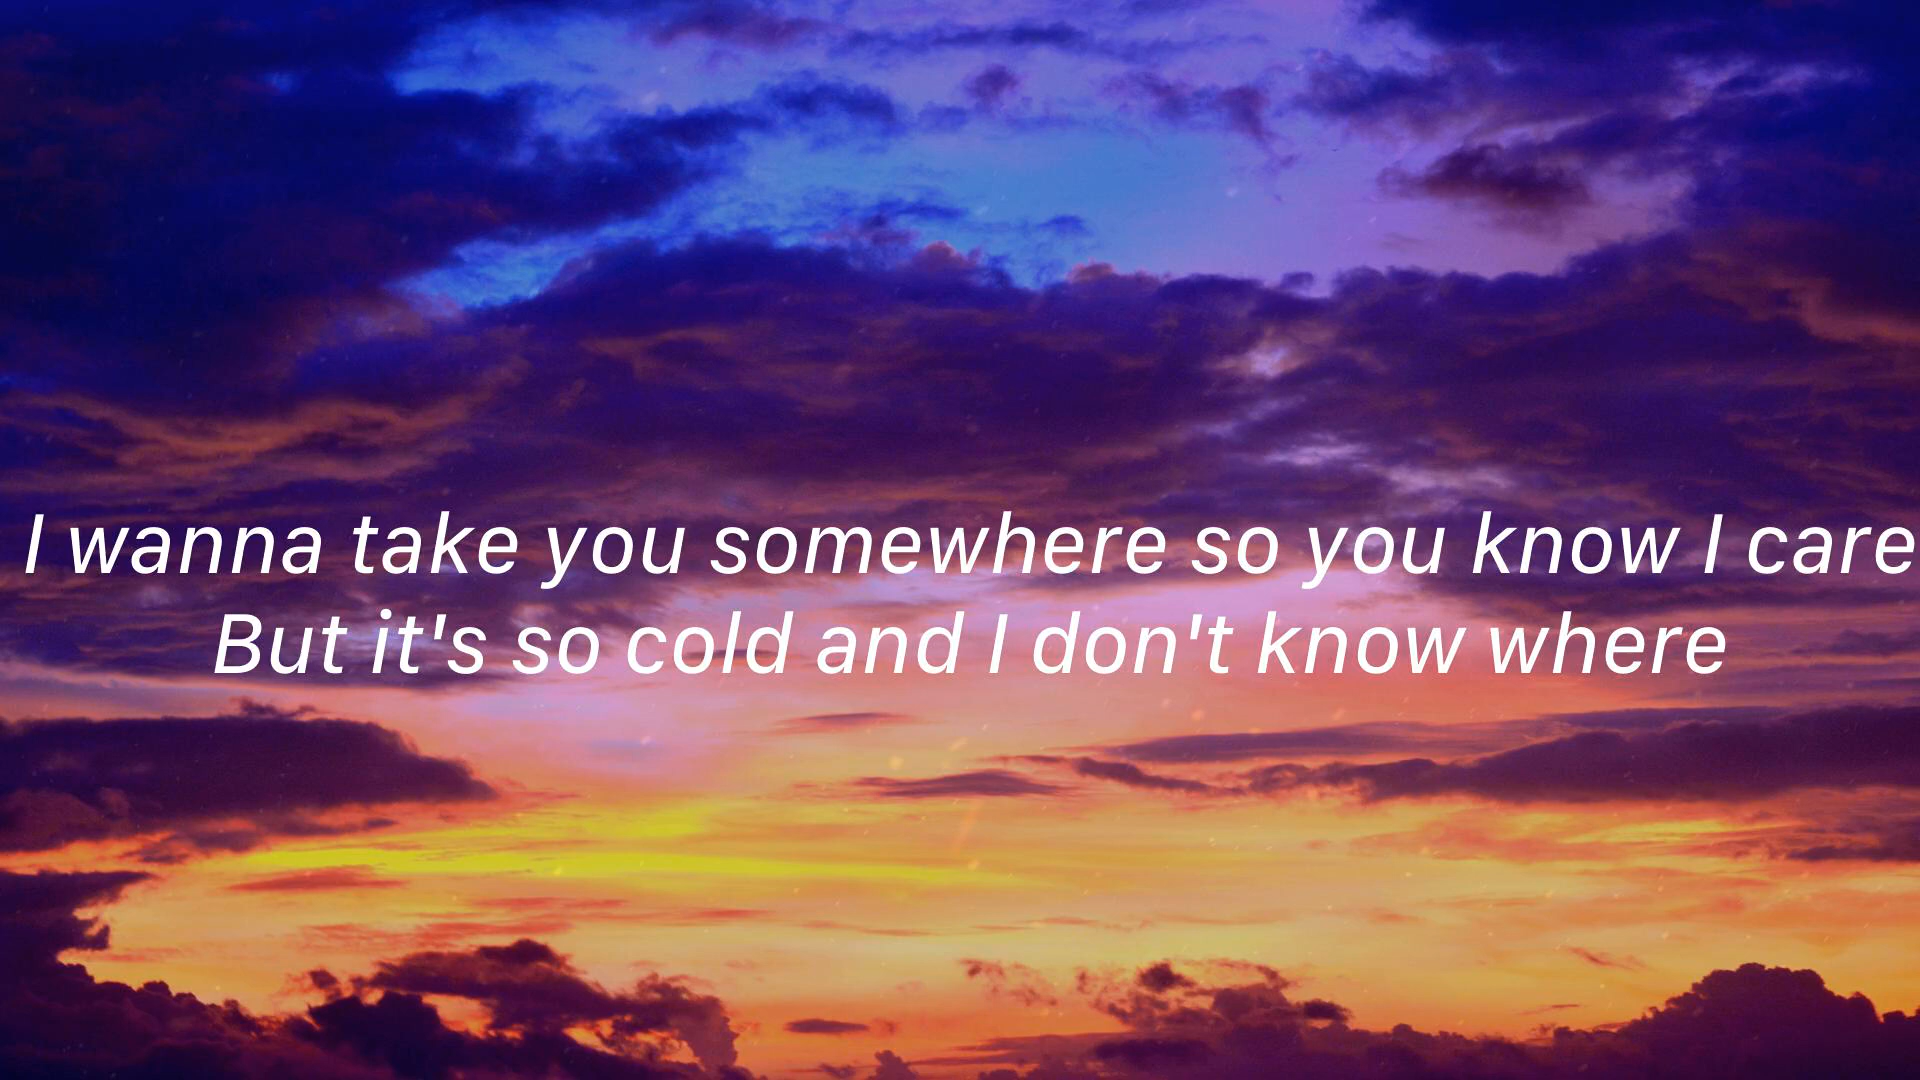 I wanna take you somewhere so you know I care
But it's so cold and I don't know where